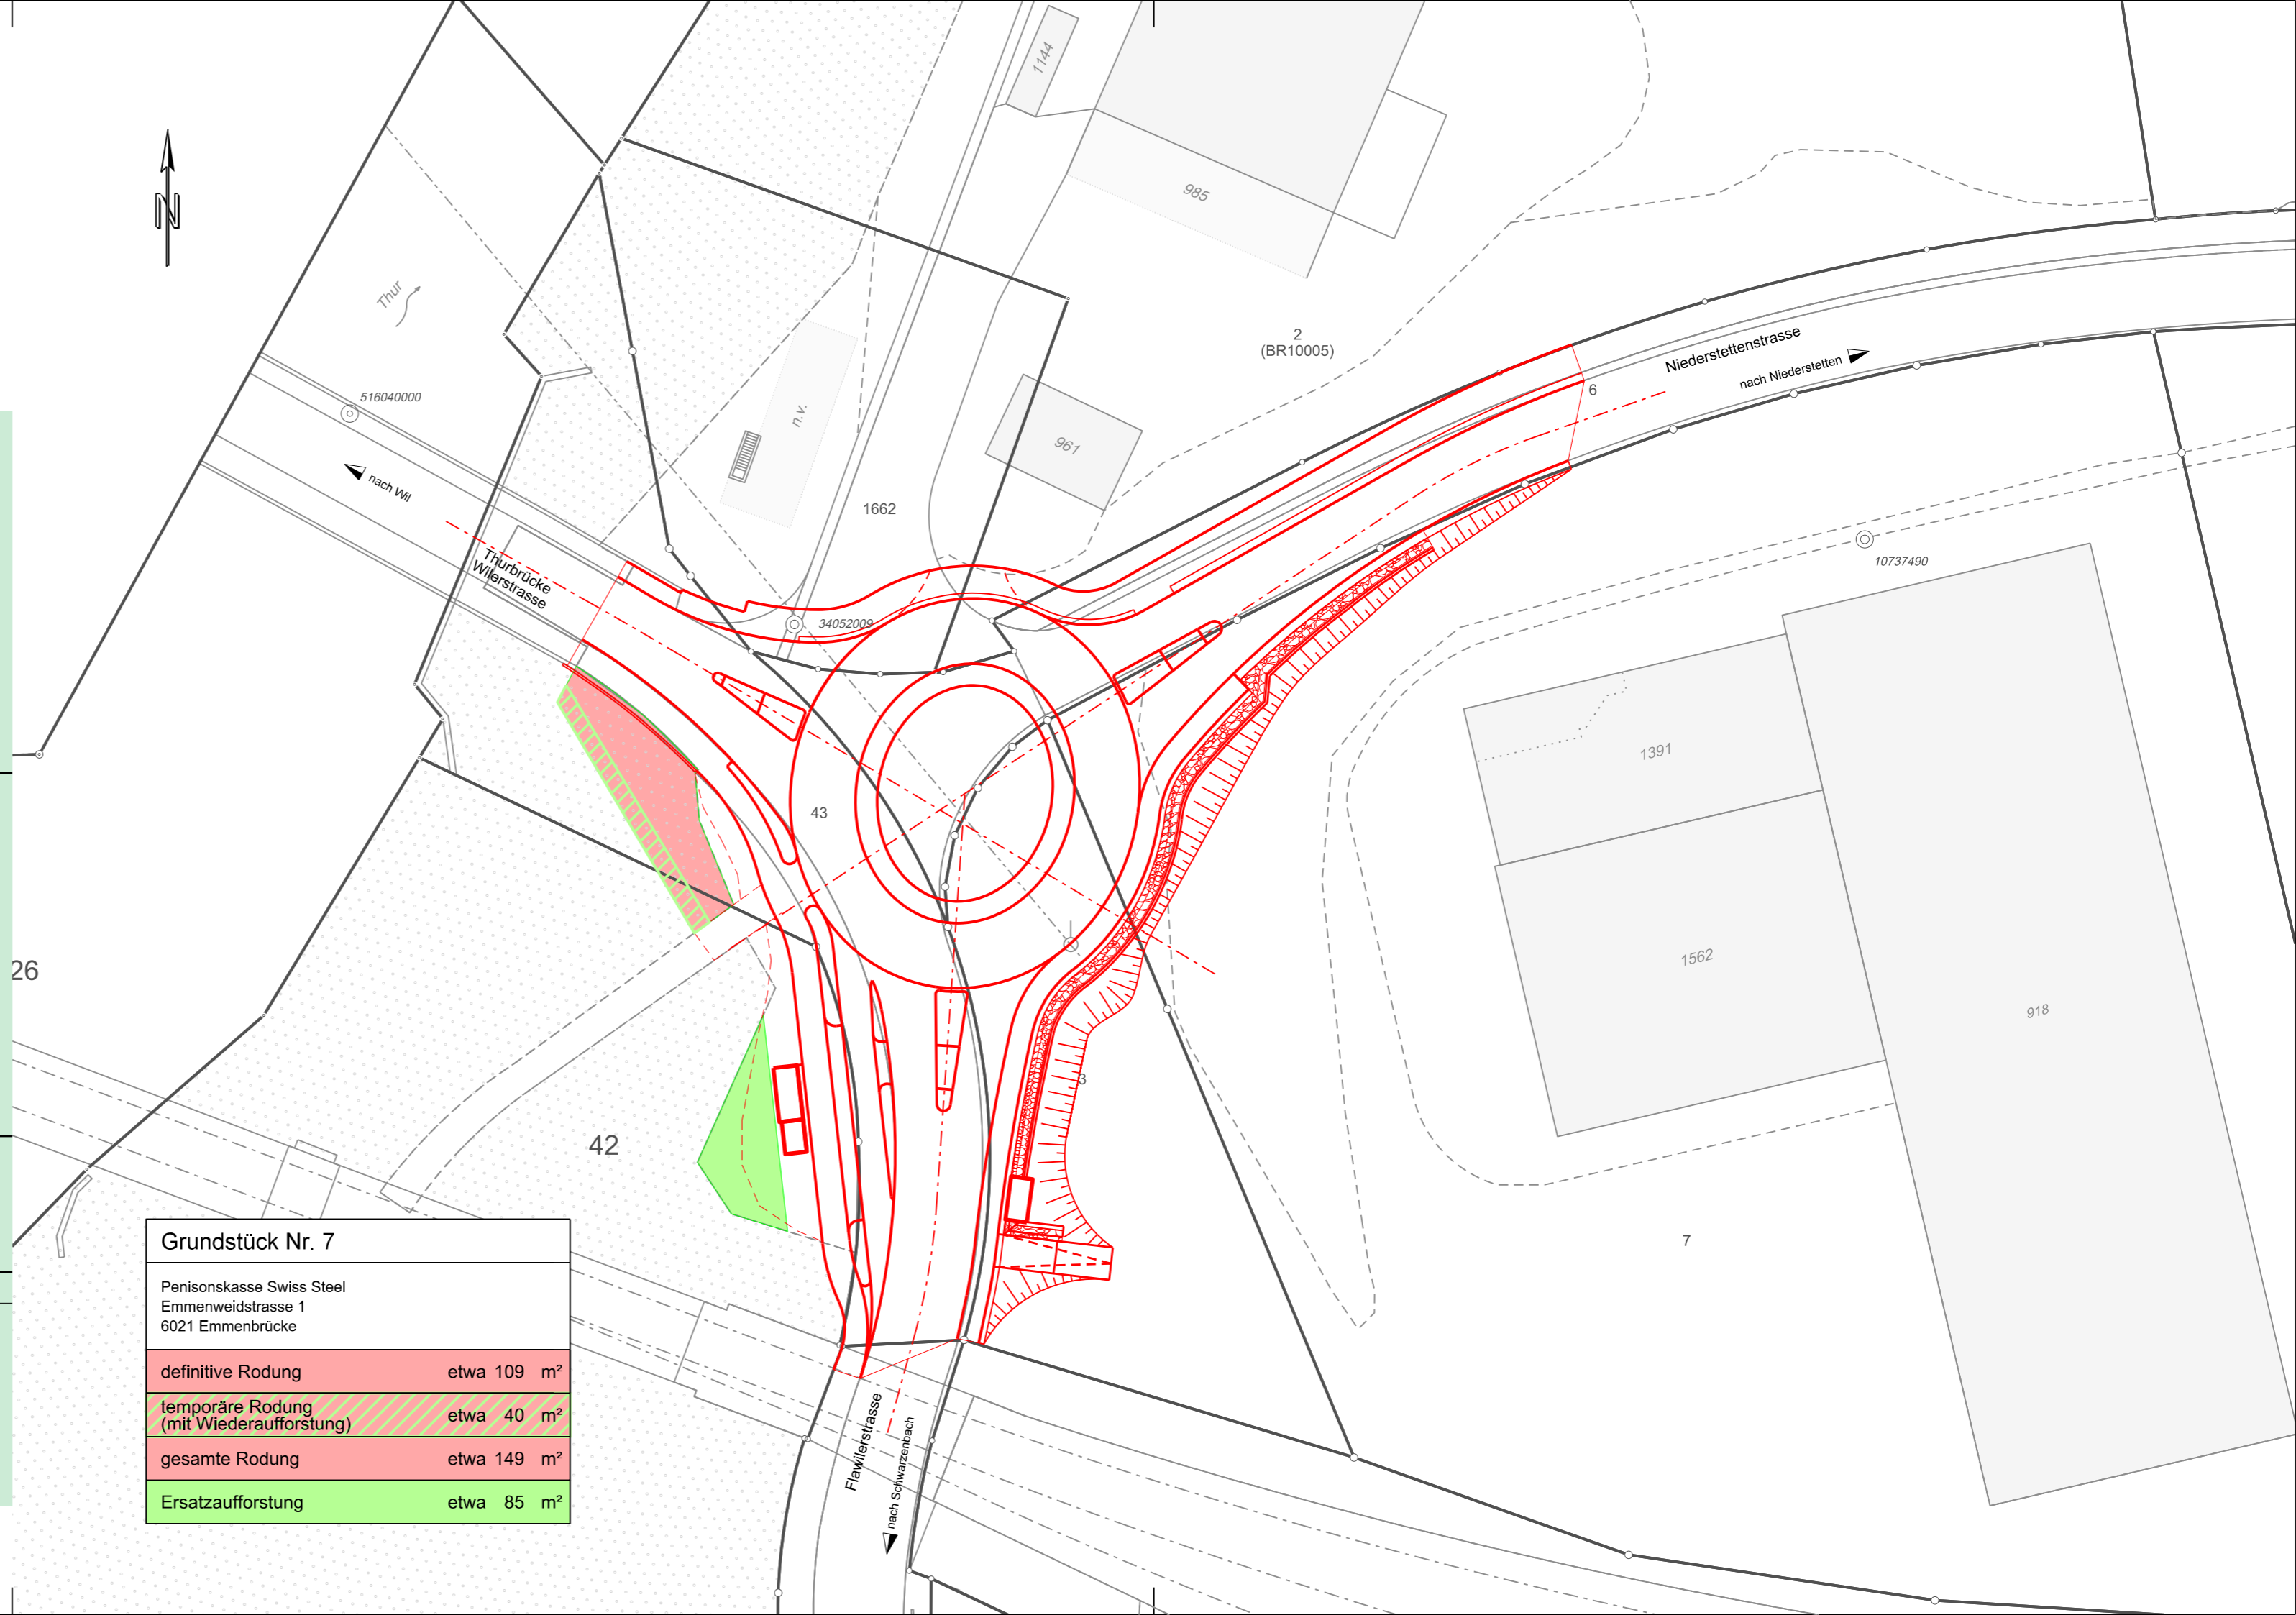 1144
985
N
Thur
2
(BR10005)
Niederstettenstrasse
nach Niederstetten
6
516040000
n.v.
961
nach Wil
1662
10737490
Thurbrücke
Wilerstrasse
34052009
1391
43
1562
26
918
3
42
7
Grundstück Nr. 7
Penisonskasse Swiss Steel
Emmenweidstrasse 1
6021 Emmenbrücke
definitive Rodung etwa 109 m²
temporäre Rodung
(mit Wiederaufforstung) etwa 40 m²
gesamte Rodung etwa 149 m²
Ersatzaufforstung etwa 85 m²
Flawilerstrasse
nach Schwarzenbach